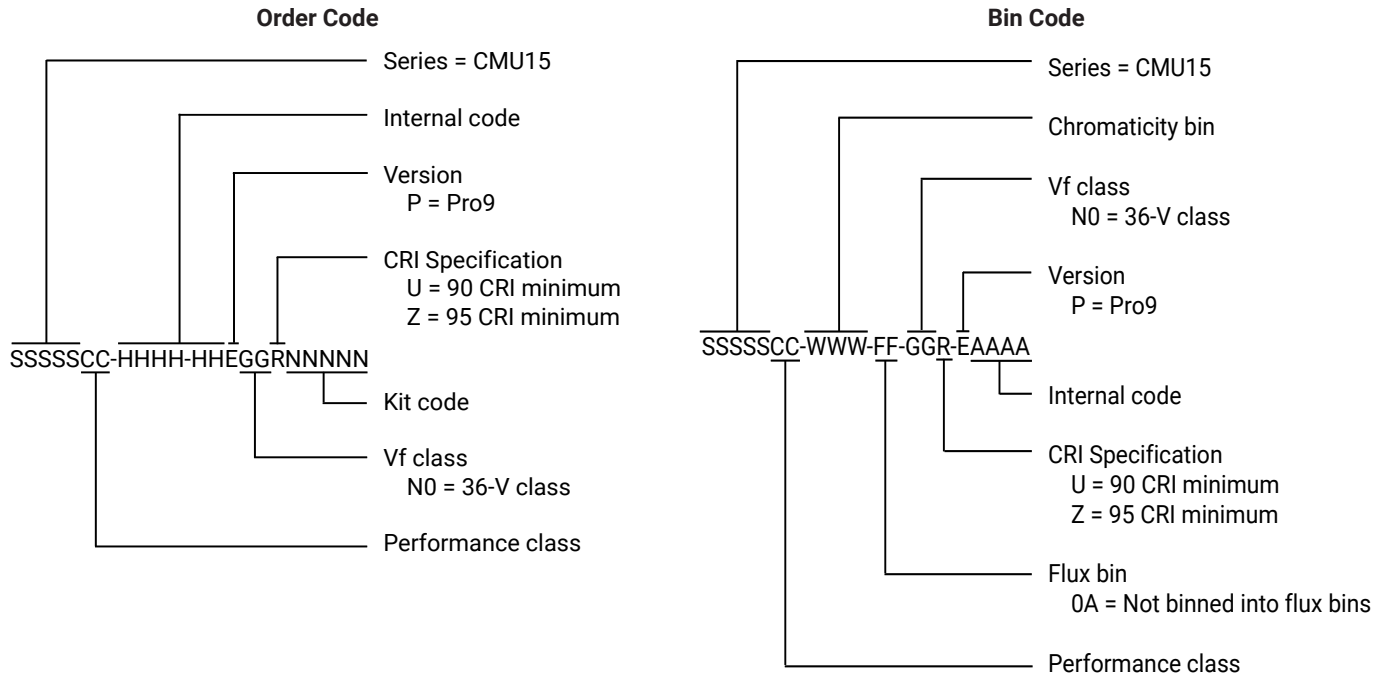 Order Code
Series = CMU15
Internal code
Version
P = Pro9
CRI Specification
U = 90 CRI minimum
Z = 95 CRI minimum
SSSSSCC-HHHH-HHEGGRNNNNN
Kit code
Vf class
N0 = 36-V class
Performance class
Bin Code
Series = CMU15
Chromaticity bin
Vf class
N0 = 36-V class
Version
P = Pro9
SSSSSCC-WWW-FF-GGR-EAAAA
Internal code
CRI Specification
U = 90 CRI minimum
Z = 95 CRI minimum
Flux bin
0A = Not binned into flux bins
Performance class